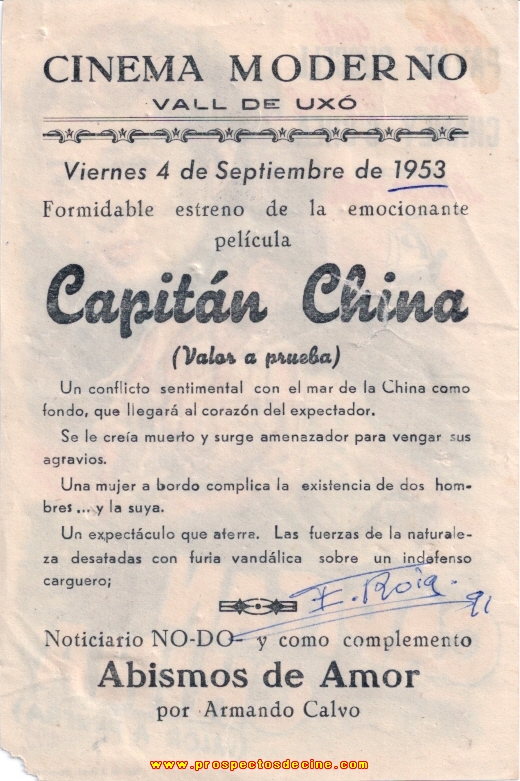 CINEMA MODERNO
VALL DE UXÓ
Viernes 4 de Septiembre de 1953
Formidable estreno de la emocionante
película
Capitán China
(Valor a prueba)
Un conflicto sentimental con el mar de la China como
fondo, que llegará al corazón del expectador.
Se le creía muerto y surge amenazador para vengar sus
agravios.
Una mujer a bordo complica la existencia de dos hom-
bres ... y la suya.
Un expectáculo que aterra. Las fuerzas de la naturale-
za desatadas con furia vandálica sobre un indefenso
carguero;
F. Roig.
91
Noticiario NO-DO y como complemento
Abismos de Amor
por Armando Calvo
www.prospectosdecine.com